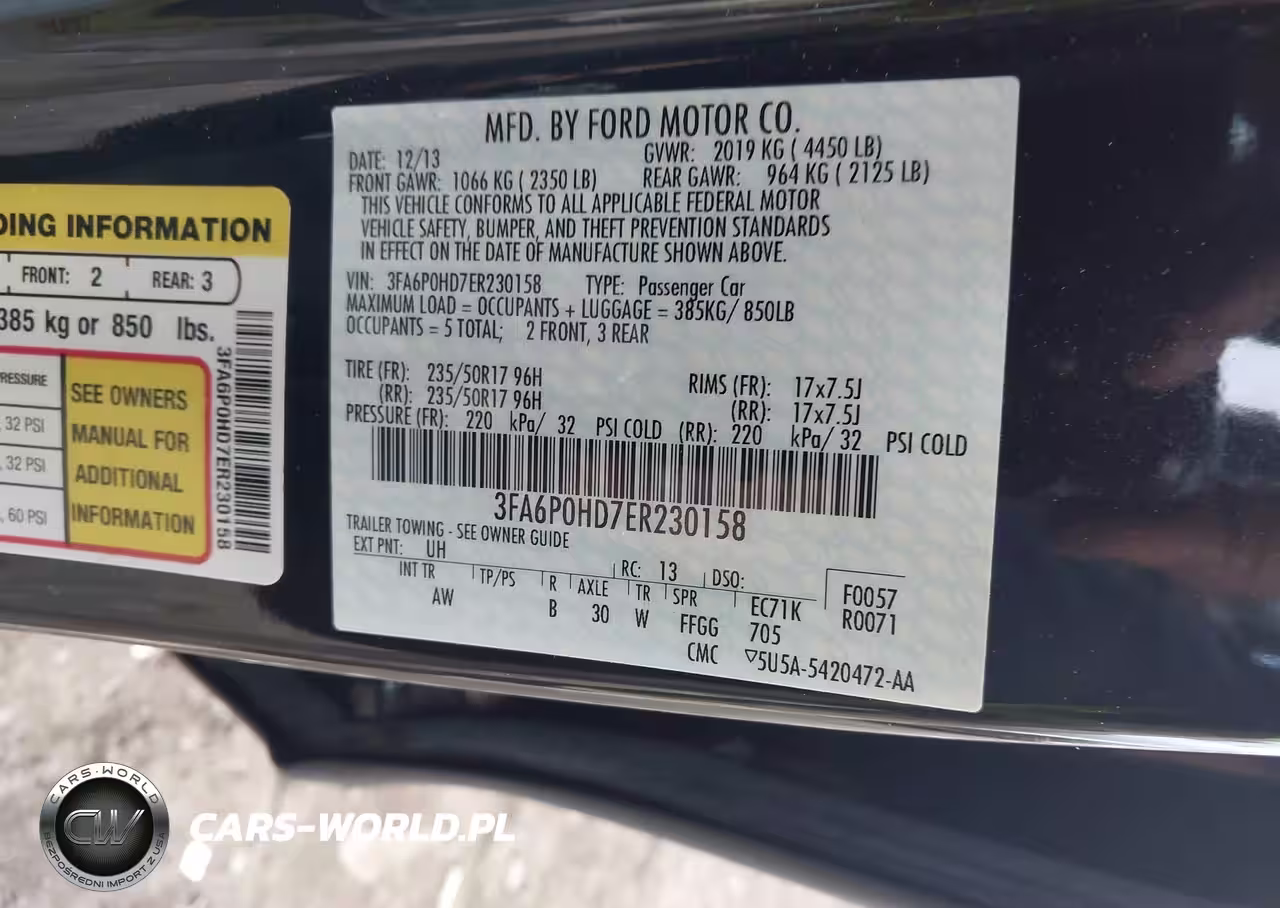 DING INFORMATION
FRONT: 2 REAR: 3
385 kg or 850 lbs.
RESSURE
, 32 PSI
, 32 PSI
, 60 PSI
SEE OWNERS
MANUAL FOR
ADDITIONAL
INFORMATION
3FA6P0HD7ER230158
MFD. BY FORD MOTOR CO.
DATE: 12/13 GVWR: 2019 KG ( 4450 LB)
FRONT GAWR: 1066 KG ( 2350 LB) REAR GAWR: 964 KG ( 2125 LB)
THIS VEHICLE CONFORMS TO ALL APPLICABLE FEDERAL MOTOR
VEHICLE SAFETY, BUMPER, AND THEFT PREVENTION STANDARDS
IN EFFECT ON THE DATE OF MANUFACTURE SHOWN ABOVE.
VIN: 3FA6P0HD7ER230158 TYPE: Passenger Car
MAXIMUM LOAD = OCCUPANTS + LUGGAGE = 385KG/ 850LB
OCCUPANTS = 5 TOTAL; 2 FRONT, 3 REAR
TIRE (FR): 235/50R17 96H RIMS (FR): 17x7.5J
(RR): 235/50R17 96H (RR): 17x7.5J
PRESSURE (FR): 220 kPa/ 32 PSI COLD (RR): 220 kPa/ 32 PSI COLD
3FA6P0HD7ER230158
TRAILER TOWING - SEE OWNER GUIDE
EXT PNT: UH RC: 13 DSO:
INT TR TP/PS R AXLE TR SPR EC71K F0057
AW B 30 W FFGG 705 R0071
CMC ▽5U5A-5420472-AA
CARS-WORLD
CW
BEZPOŚREDNI IMPORT Z USA
CARS-WORLD.PL